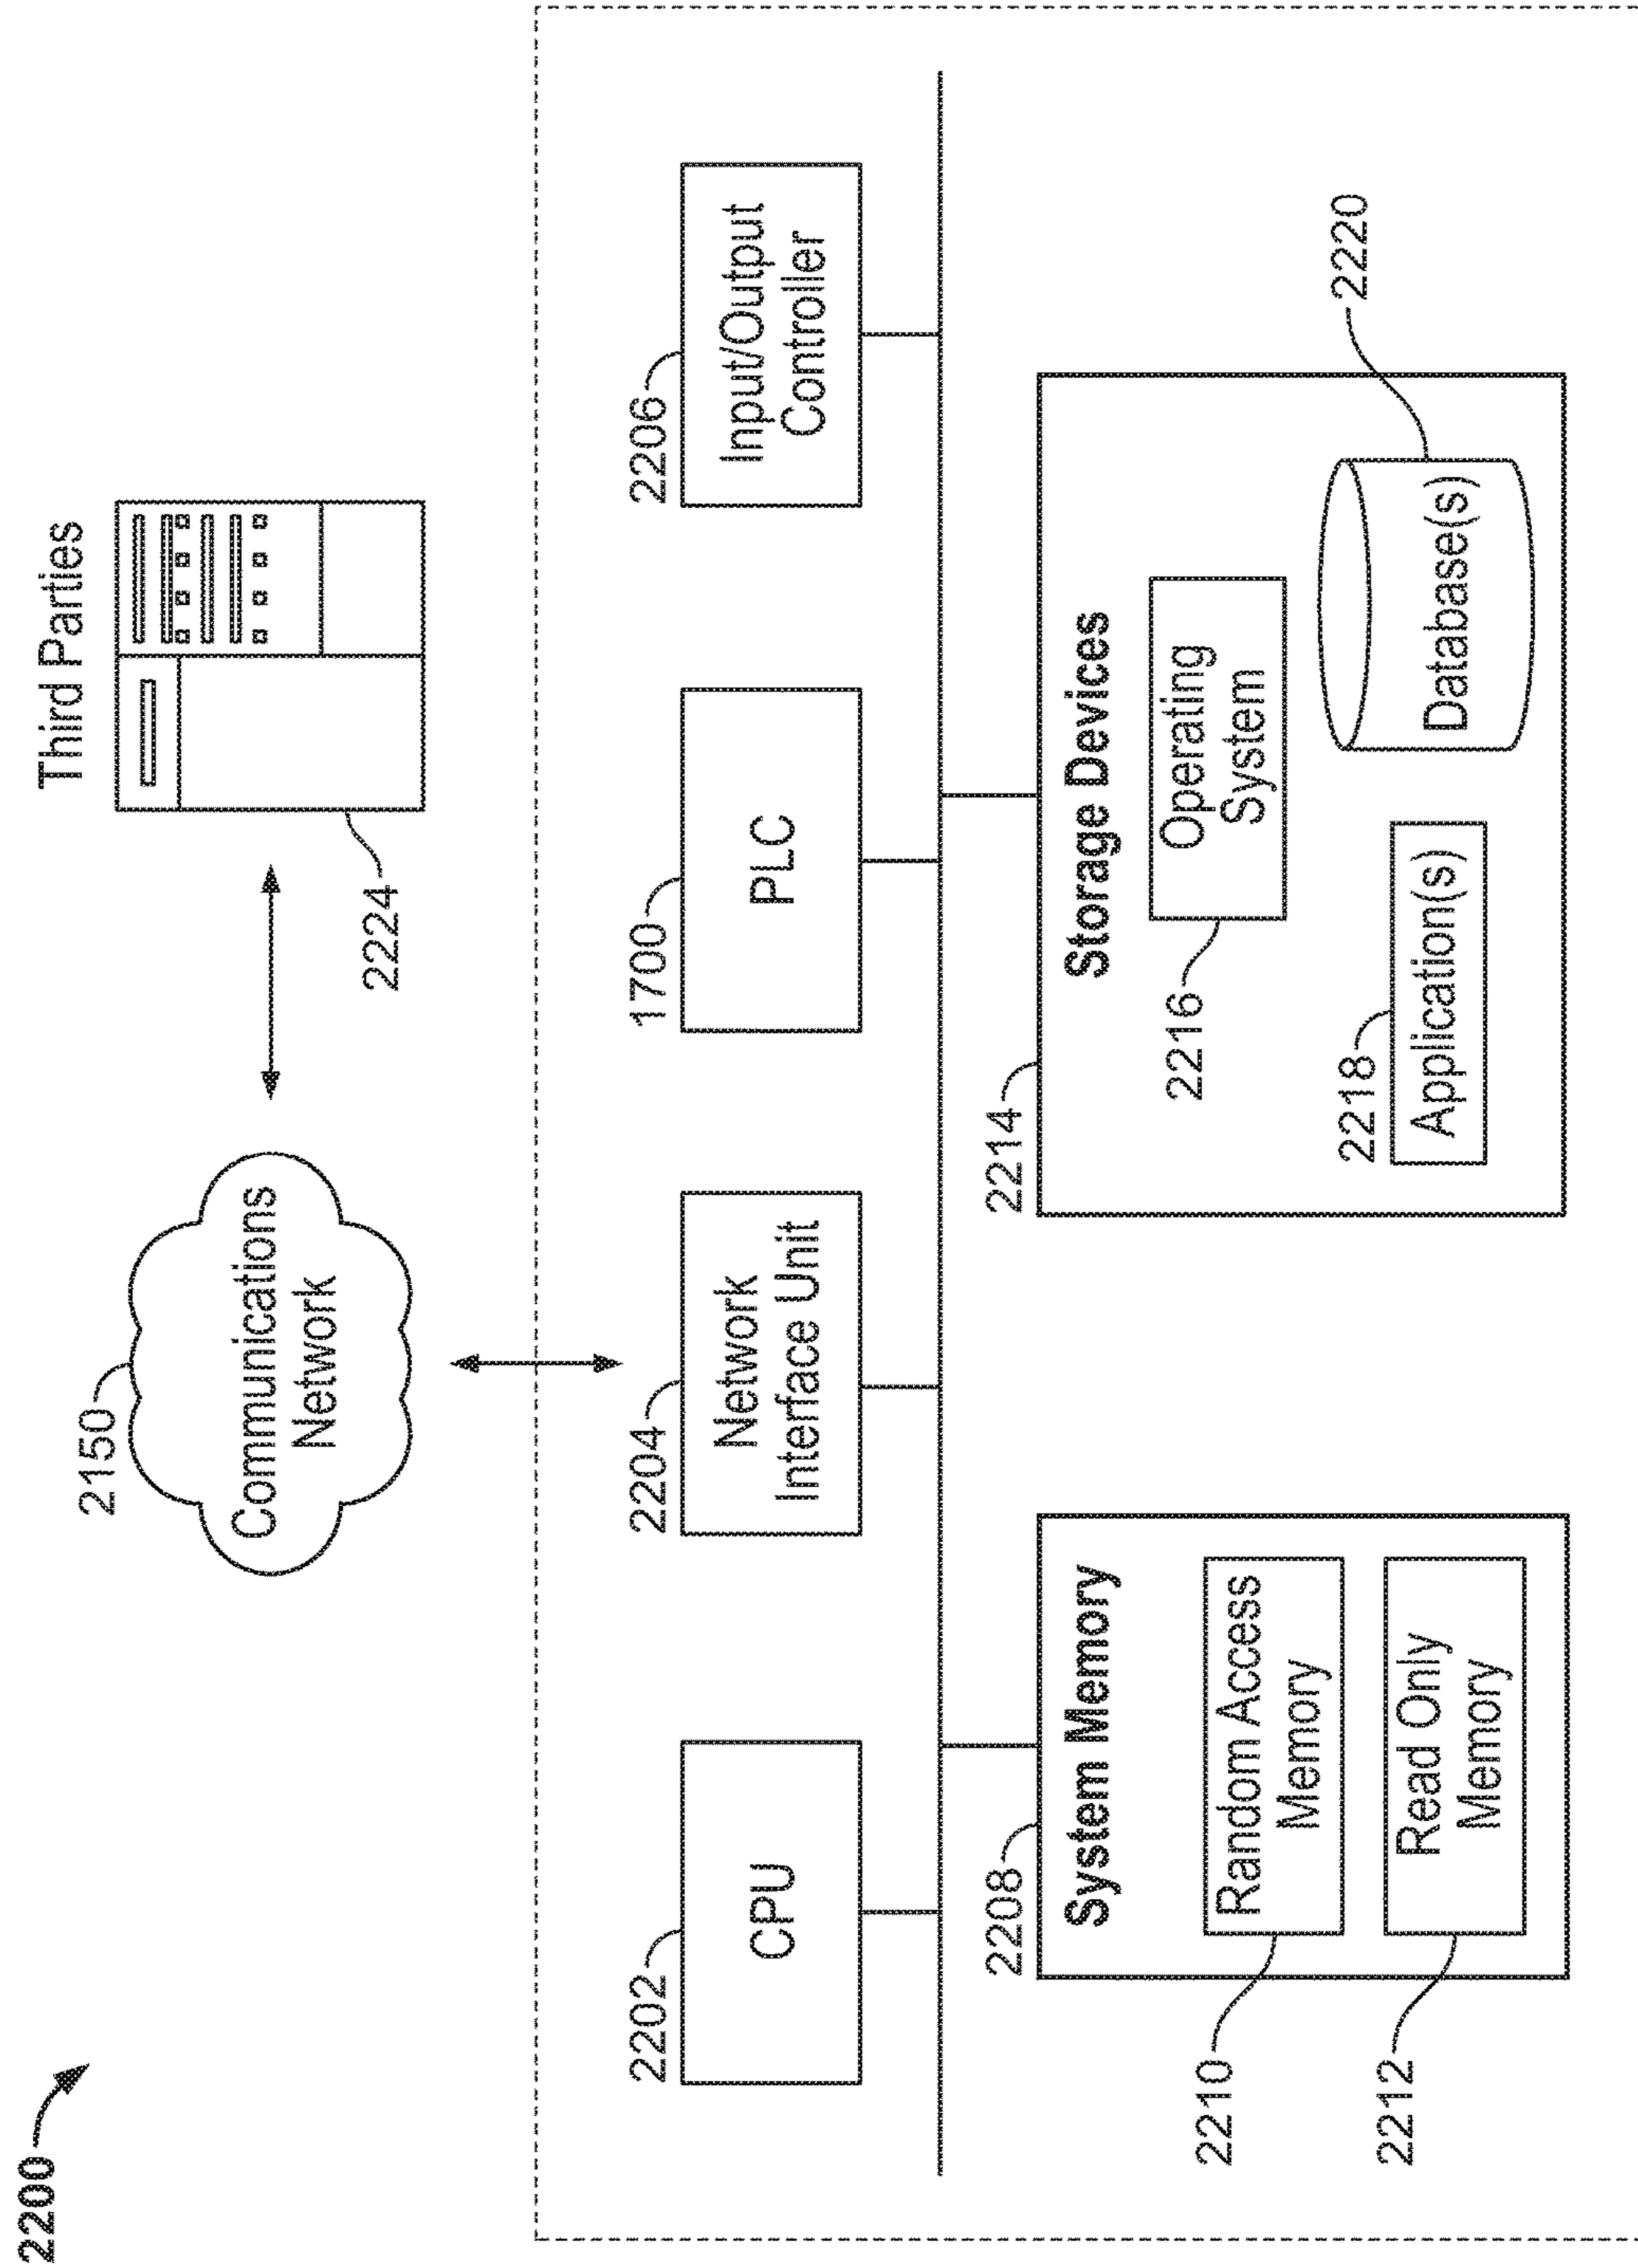 2200
2150
Communications
Network
Third Parties
2224
2202
CPU
2204
Network
Interface Unit
1700
PLC
2206
Input/Output
Controller
2208
System Memory
2210
Random Access
Memory
2212
Read Only
Memory
2214
Storage Devices
2216
Operating
System
2218
Application(s)
2220
Database(s)